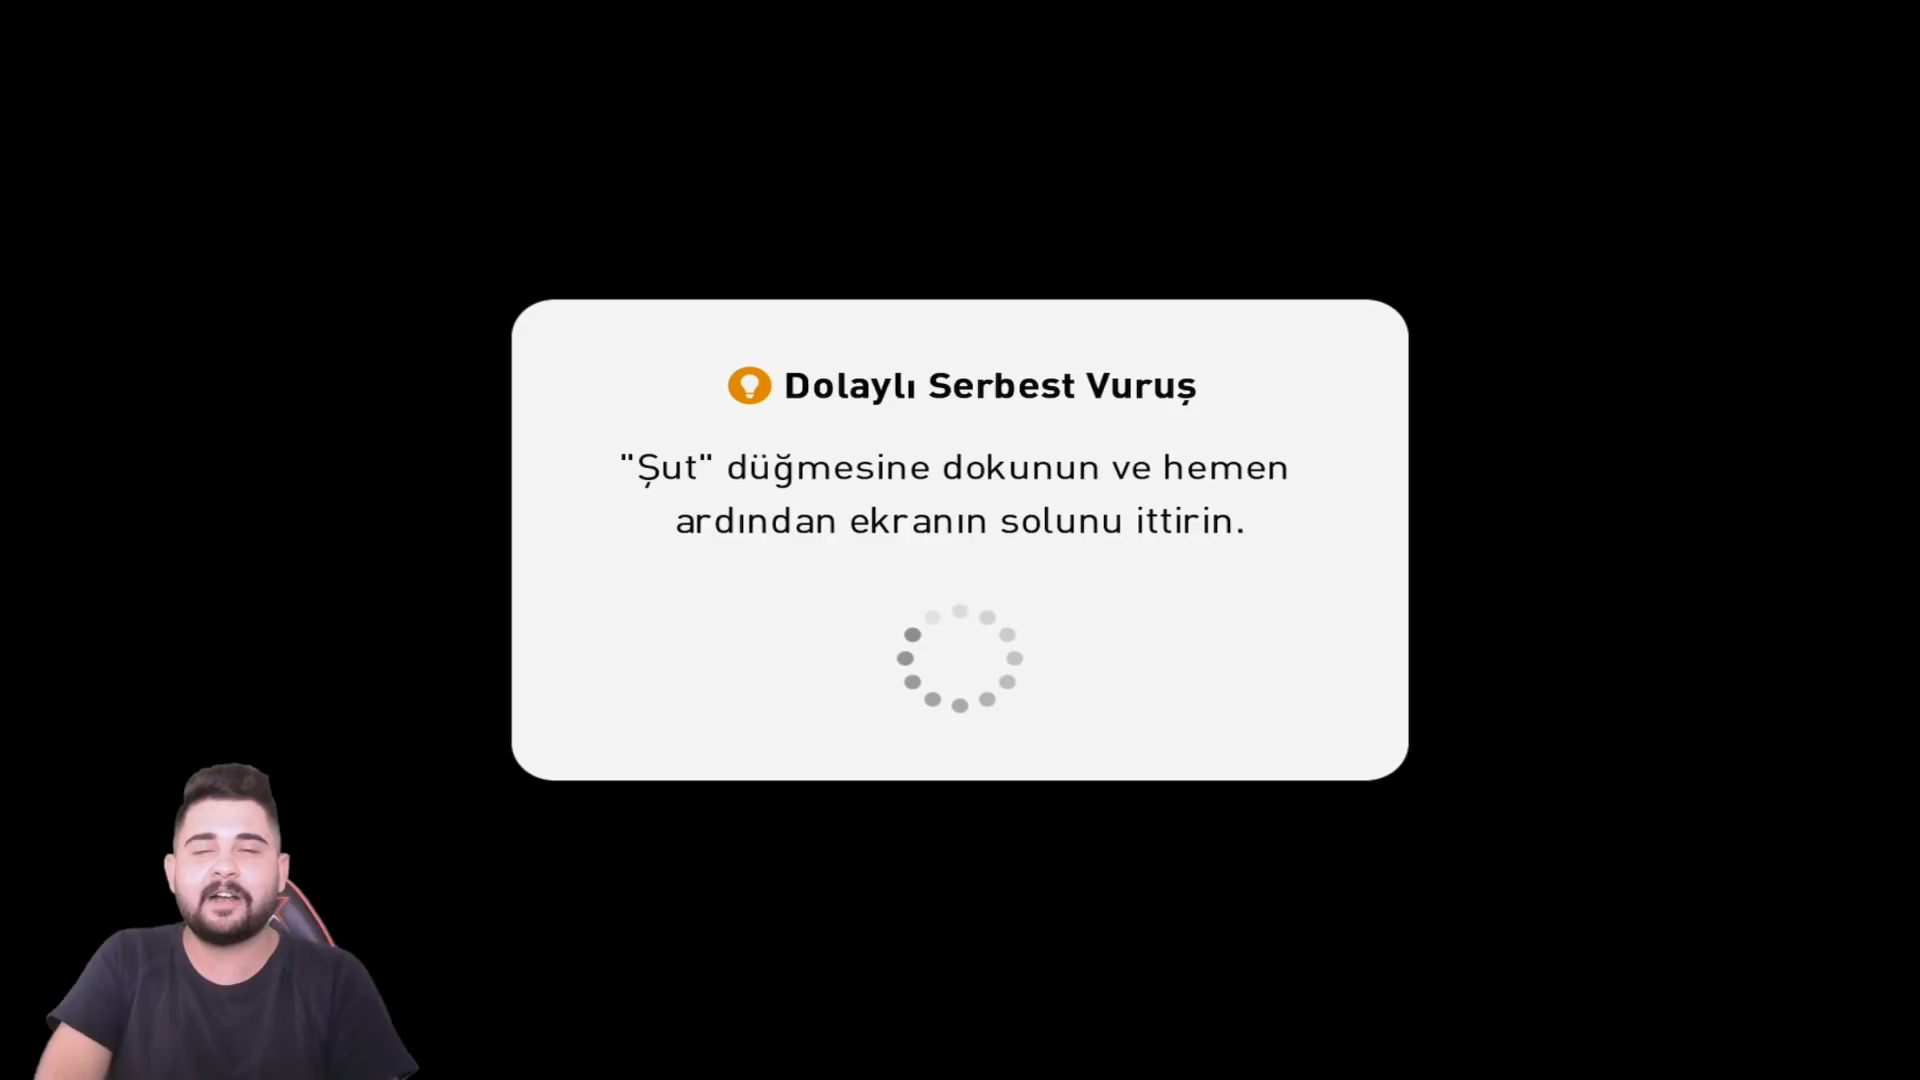 Dolaylı Serbest Vuruş
"Şut" düğmesine dokunun ve hemen
ardından ekranın solunu ittirin.